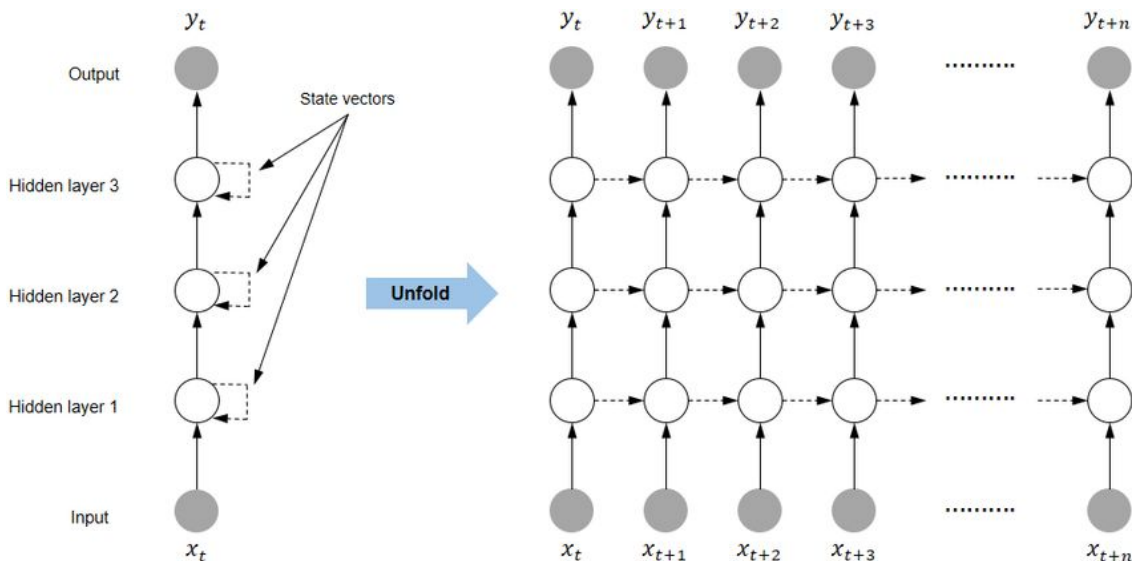 y_t y_t y_{t+1} y_{t+2} y_{t+3} y_{t+n}
Output
..........
State vectors
Hidden layer 3
..........
Hidden layer 2
Unfold
..........
Hidden layer 1
..........
Input
..........
x_t x_t x_{t+1} x_{t+2} x_{t+3} x_{t+n}